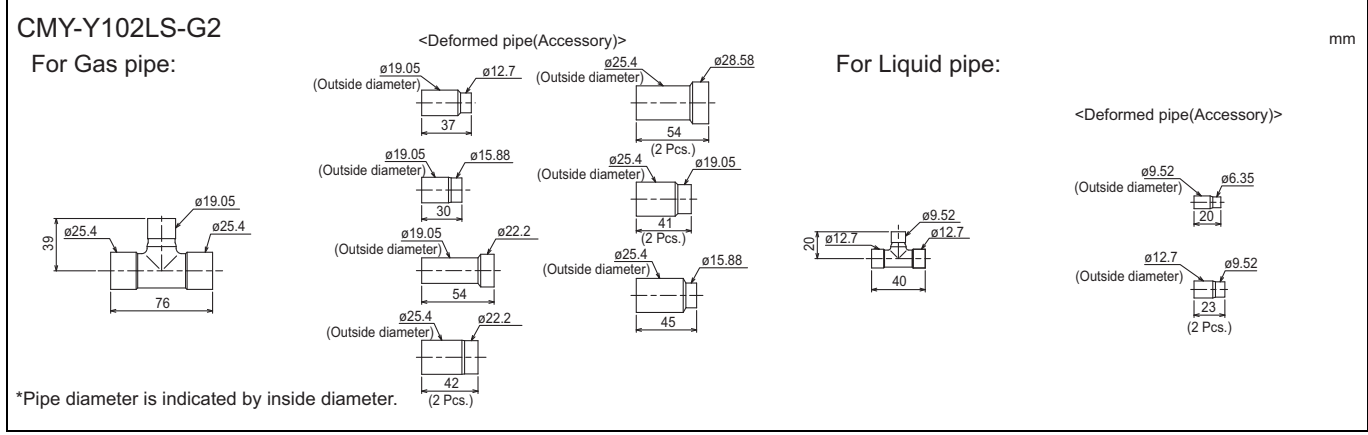 CMY-Y102LS-G2
mm
For Gas pipe:
<Deformed pipe(Accessory)>
ø19.05
(Outside diameter)
ø12.7
37
ø25.4
(Outside diameter)
ø28.58
54
(2 Pcs.)
ø19.05
(Outside diameter)
ø15.88
30
ø25.4
(Outside diameter)
ø19.05
41
(2 Pcs.)
ø19.05
(Outside diameter)
ø22.2
54
ø25.4
(Outside diameter)
ø15.88
45
ø25.4
(Outside diameter)
ø22.2
42
(2 Pcs.)
ø19.05
ø25.4
ø25.4
39
76
For Liquid pipe:
ø9.52
ø12.7
ø12.7
20
40
<Deformed pipe(Accessory)>
ø9.52
(Outside diameter)
ø6.35
20
ø12.7
(Outside diameter)
ø9.52
23
(2 Pcs.)
*Pipe diameter is indicated by inside diameter.